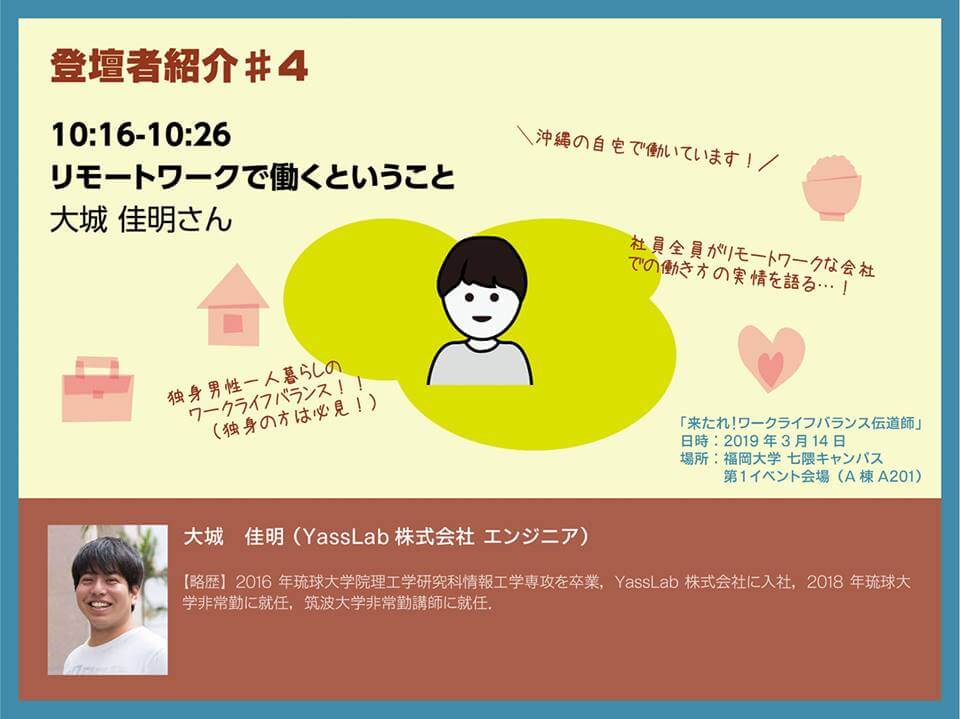 登壇者紹介#4
10:16-10:26
リモートワークで働くということ
大城 佳明さん
\沖縄の自宅で働いています！/
社員全員がリモートワークな会社
での働き方の実情を語る…！
独身男性一人暮らしの
ワークライフバランス！！
（独身の方は必見！）
「来たれ！ワークライフバランス伝道師」
日時：2019年3月14日
場所：福岡大学 七隈キャンパス
第1イベント会場（A棟A201）
大城　佳明（YassLab 株式会社 エンジニア）
【略歴】2016 年琉球大学院理工学研究科情報工学専攻を卒業，YassLab 株式会社に入社，2018 年琉球大
学非常勤に就任，筑波大学非常勤講師に就任．